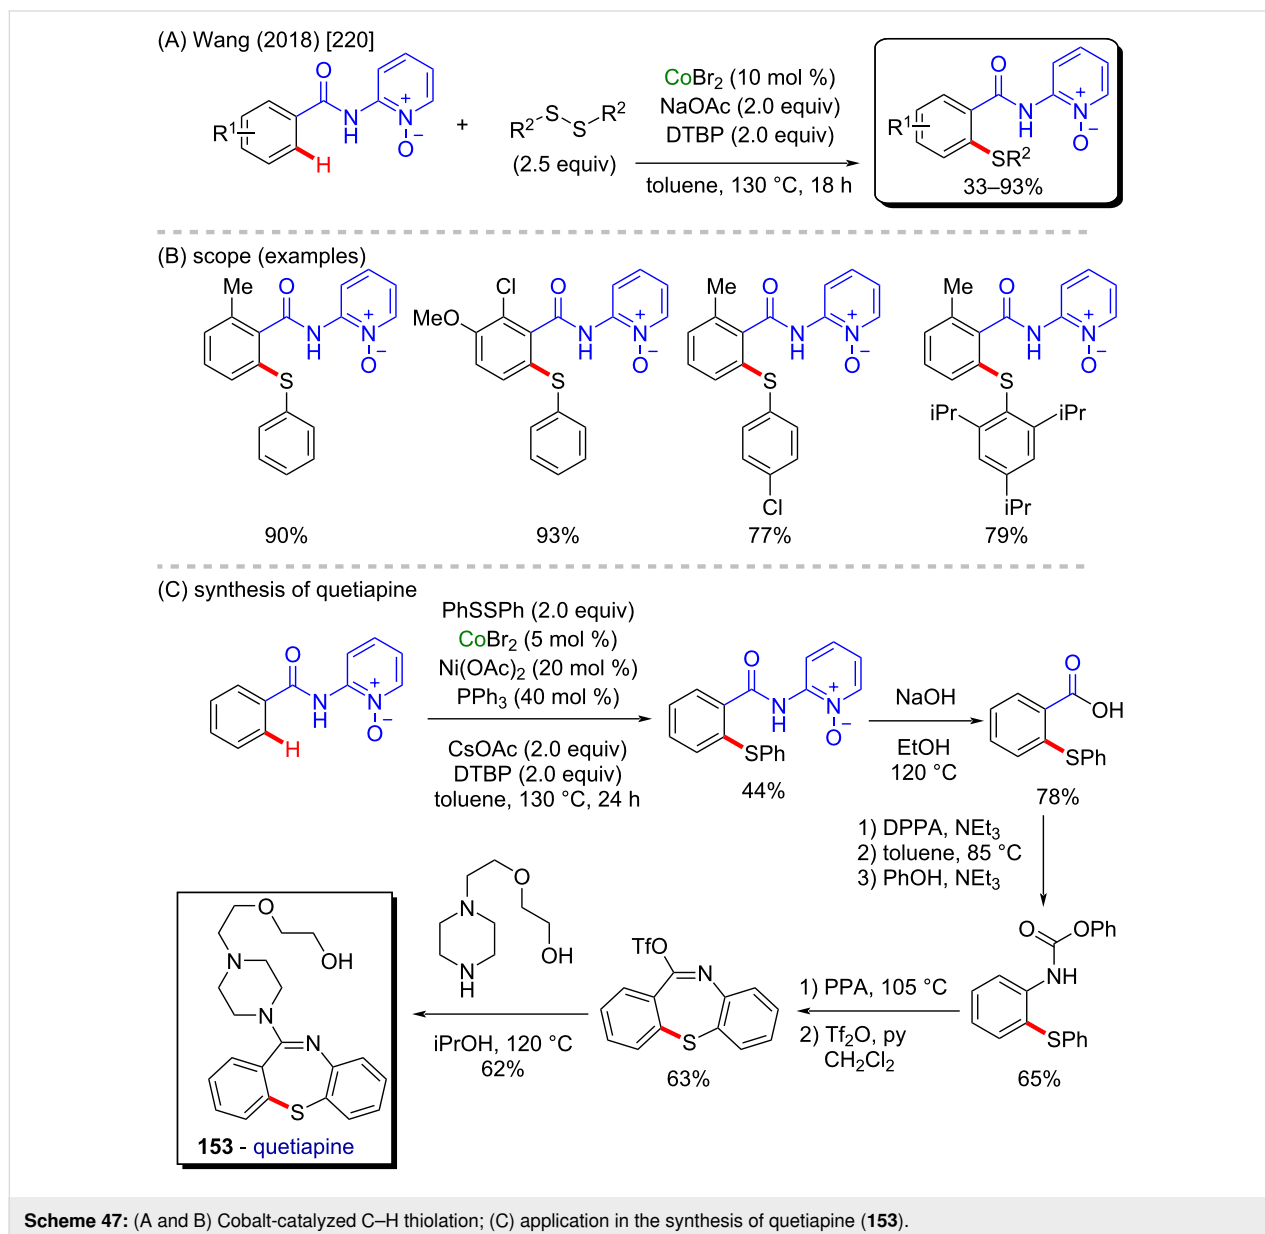 (A) Wang (2018) [220]
O
N
H
N
+
O
−
R¹
H
+
R²
S
S
R²
(2.5 equiv)
CoBr₂ (10 mol %)
NaOAc (2.0 equiv)
DTBP (2.0 equiv)
toluene, 130 °C, 18 h
O
N
H
N
+
O
−
R¹
SR²
33–93%
(B) scope (examples)
Me
O
N
H
N
+
O
−
S
90%
Cl
MeO
O
N
H
N
+
O
−
S
93%
Me
O
N
H
N
+
O
−
S
Cl
77%
Me
O
N
H
N
+
O
−
S
iPr
iPr
iPr
79%
(C) synthesis of quetiapine
O
N
H
N
+
O
−
H
PhSSPh (2.0 equiv)
CoBr₂ (5 mol %)
Ni(OAc)₂ (20 mol %)
PPh₃ (40 mol %)
CsOAc (2.0 equiv)
DTBP (2.0 equiv)
toluene, 130 °C, 24 h
O
N
H
N
+
O
−
SPh
44%
NaOH
EtOH
120 °C
O
OH
SPh
78%
1) DPPA, NEt₃
2) toluene, 85 °C
3) PhOH, NEt₃
O
OPh
NH
SPh
65%
1) PPA, 105 °C
2) Tf₂O, py
CH₂Cl₂
TfO
N
S
63%
O
N
OH
N
H
iPrOH, 120 °C
62%
O
OH
N
N
N
S
153 - quetiapine
Scheme 47: (A and B) Cobalt-catalyzed C–H thiolation; (C) application in the synthesis of quetiapine (153).